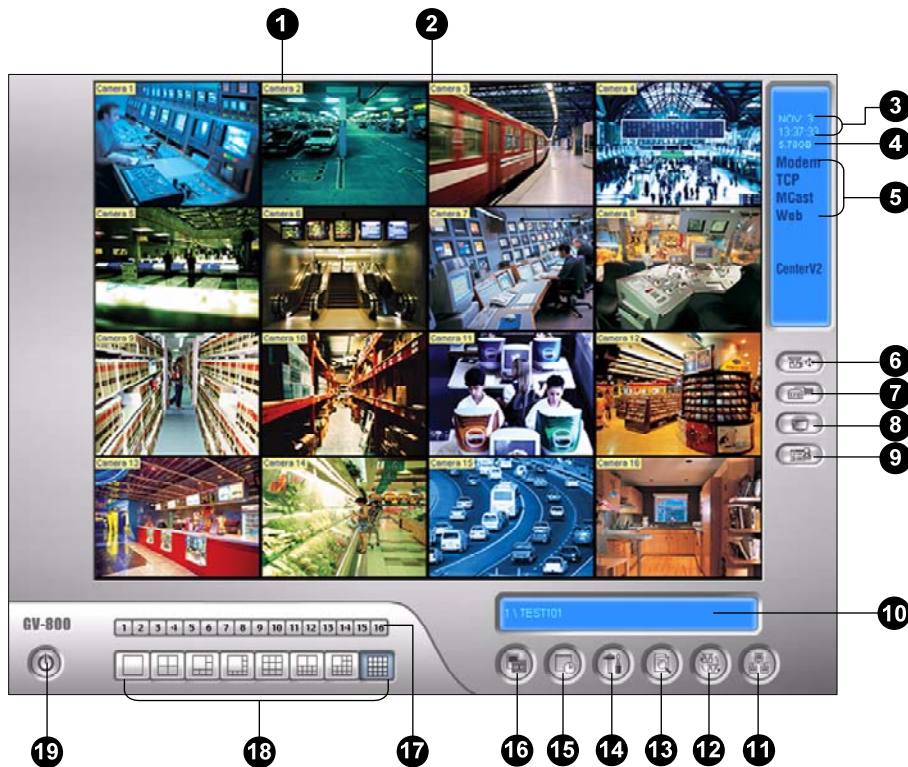 1 2
Camera 1 Camera 2 Camera 3 Camera 4
3
NOV. 3
13:37:33
4
Modem
TCP
MCast
Web
5
CenterV2
Camera 5 Camera 6 Camera 7 Camera 8
Camera 9 Camera 10 Camera 11 Camera 12
6
7
8
9
Camera 13 Camera 14 Camera 15 Camera 16
1 \ TEST101
10
GV-800
1 2 3 4 5 6 7 8 9 10 11 12 13 14 15 16
19 18 17 16 15 14 13 12 11